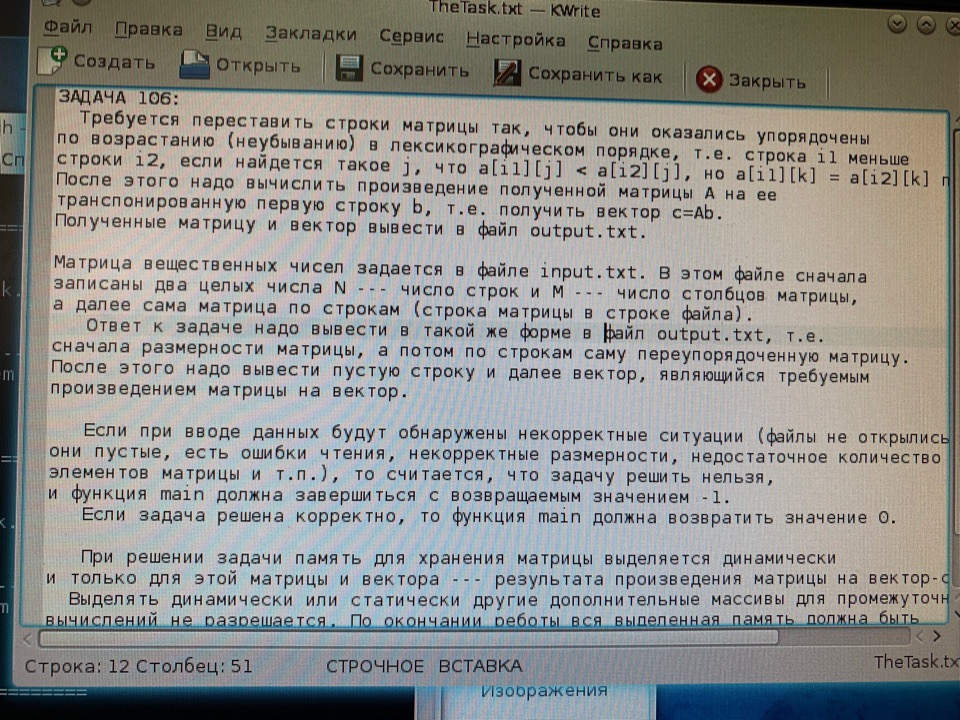 TheTask.txt — KWrite
Файл Правка Вид Закладки Сервис Настройка Справка
Создать Открыть Сохранить Сохранить как Закрыть
ЗАДАЧА 106:
Требуется переставить строки матрицы так, чтобы они оказались упорядочены
по возрастанию (неубыванию) в лексикографическом порядке, т.е. строка i1 меньше
строки i2, если найдется такое j, что a[i1][j] < a[i2][j], но a[i1][k] = a[i2][k] п
После этого надо вычислить произведение полученной матрицы A на ее
транспонированную первую строку b, т.е. получить вектор c=Ab.
Полученные матрицу и вектор вывести в файл output.txt.
Матрица вещественных чисел задается в файле input.txt. В этом файле сначала
записаны два целых числа N --- число строк и M --- число столбцов матрицы,
а далее сама матрица по строкам (строка матрицы в строке файла).
Ответ к задаче надо вывести в такой же форме в файл output.txt, т.е.
сначала размерности матрицы, а потом по строкам саму переупорядоченную матрицу.
После этого надо вывести пустую строку и далее вектор, являющийся требуемым
произведением матрицы на вектор.
Если при вводе данных будут обнаружены некорректные ситуации (файлы не открылись
они пустые, есть ошибки чтения, некорректные размерности, недостаточное количество
элементов матрицы и т.п.), то считается, что задачу решить нельзя,
и функция main должна завершиться с возвращаемым значением -1.
Если задача решена корректно, то функция main должна возвратить значение 0.
При решении задачи память для хранения матрицы выделяется динамически
и только для этой матрицы и вектора --- результата произведения матрицы на вектор-с
Выделять динамически или статически другие дополнительные массивы для промежуточн
вычислений не разрешается. По окончании работы вся выделенная память должна быть
Строка: 12 Столбец: 51 СТРОЧНОЕ ВСТАВКА TheTask.tx
Изображения